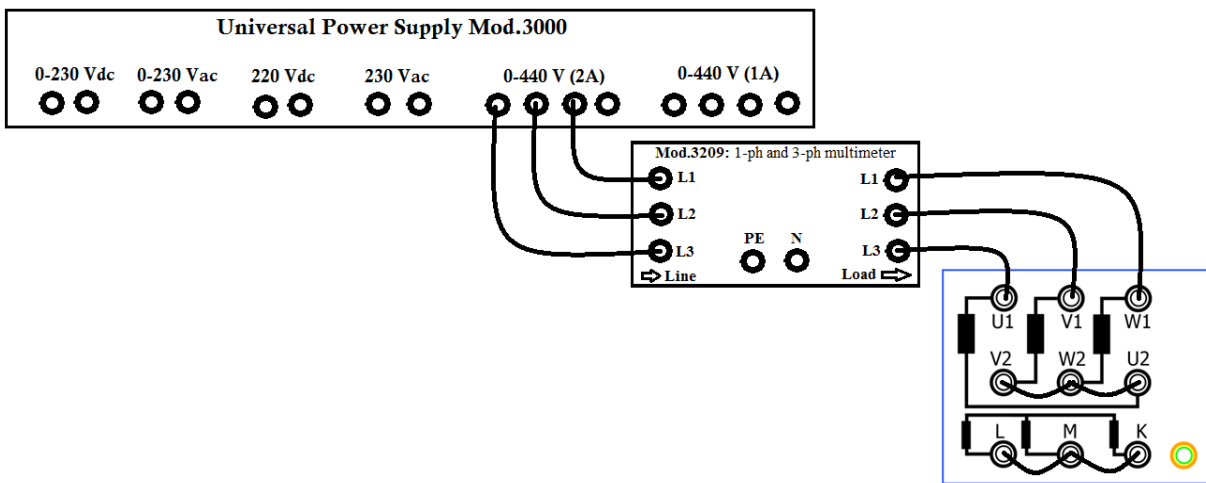 Universal Power Supply Mod.3000
0-230 Vdc 0-230 Vac 220 Vdc 230 Vac 0-440 V (2A) 0-440 V (1A)
Mod.3209: 1-ph and 3-ph multimeter
L1 L1
L2 L2
L3 PE N L3
Line Load
U1 V1 W1
V2 W2 U2
L M K